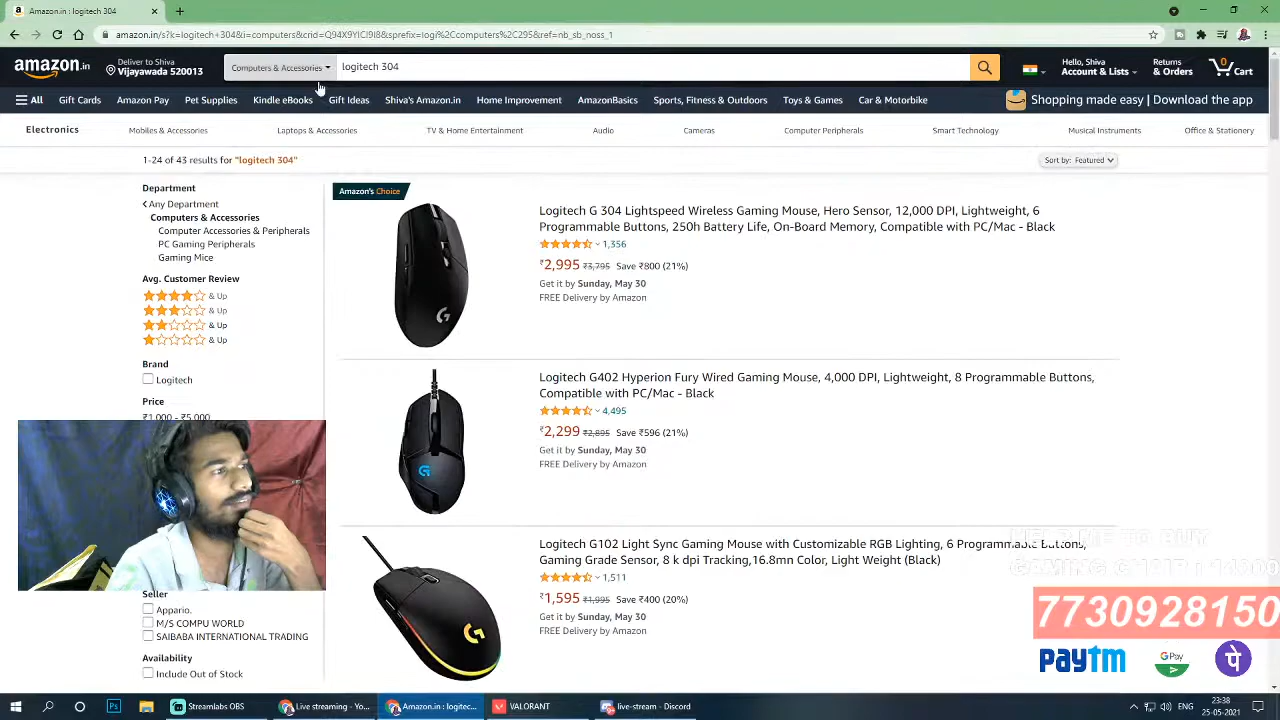 Amazon.in : logitech 304
amazon.in/s?k=logitech+304&i=computers&crid=Q94X9YICJ9I8&sprefix=logi%2Ccomputers%2C295&ref=nb_sb_noss_1
amazon.in
Deliver to Shiva
Vijayawada 520013
Computers & Accessories
logitech 304
Hello, Shiva
Account & Lists
Returns
& Orders
0
Cart
All
Gift Cards
Amazon Pay
Pet Supplies
Kindle eBooks
Gift Ideas
Shiva's Amazon.in
Home Improvement
AmazonBasics
Sports, Fitness & Outdoors
Toys & Games
Car & Motorbike
Shopping made easy | Download the app
Electronics
Mobiles & Accessories
Laptops & Accessories
TV & Home Entertainment
Audio
Cameras
Computer Peripherals
Smart Technology
Musical Instruments
Office & Stationery
1-24 of 43 results for "logitech 304"
Sort by: Featured
Department
Any Department
Computers & Accessories
Computer Accessories & Peripherals
PC Gaming Peripherals
Gaming Mice
Avg. Customer Review
& Up
& Up
& Up
& Up
Brand
Logitech
Price
₹1,000 - ₹5,000
Seller
Appario.
M/S COMPU WORLD
SAIBABA INTERNATIONAL TRADING
Availability
Include Out of Stock
Amazon's Choice
Logitech G 304 Lightspeed Wireless Gaming Mouse, Hero Sensor, 12,000 DPI, Lightweight, 6
Programmable Buttons, 250h Battery Life, On-Board Memory, Compatible with PC/Mac - Black
1,356
₹2,995 ₹3,795 Save ₹800 (21%)
Get it by Sunday, May 30
FREE Delivery by Amazon
Logitech G402 Hyperion Fury Wired Gaming Mouse, 4,000 DPI, Lightweight, 8 Programmable Buttons,
Compatible with PC/Mac - Black
4,495
₹2,299 ₹2,895 Save ₹596 (21%)
Get it by Sunday, May 30
FREE Delivery by Amazon
Logitech G102 Light Sync Gaming Mouse with Customizable RGB Lighting, 6 Programmable Buttons,
Gaming Grade Sensor, 8 k dpi Tracking,16.8mn Color, Light Weight (Black)
1,511
₹1,595 ₹1,995 Save ₹400 (20%)
Get it by Sunday, May 30
FREE Delivery by Amazon
HELP ME TO BUY
GAMING CHAIR
7730928150
paytm
G Pay
पे
Ps
Streamlabs OBS
Live streaming - Yo...
Amazon.in: logitec...
VALORANT
live-stream - Discord
ENG
23:38
25-05-2021